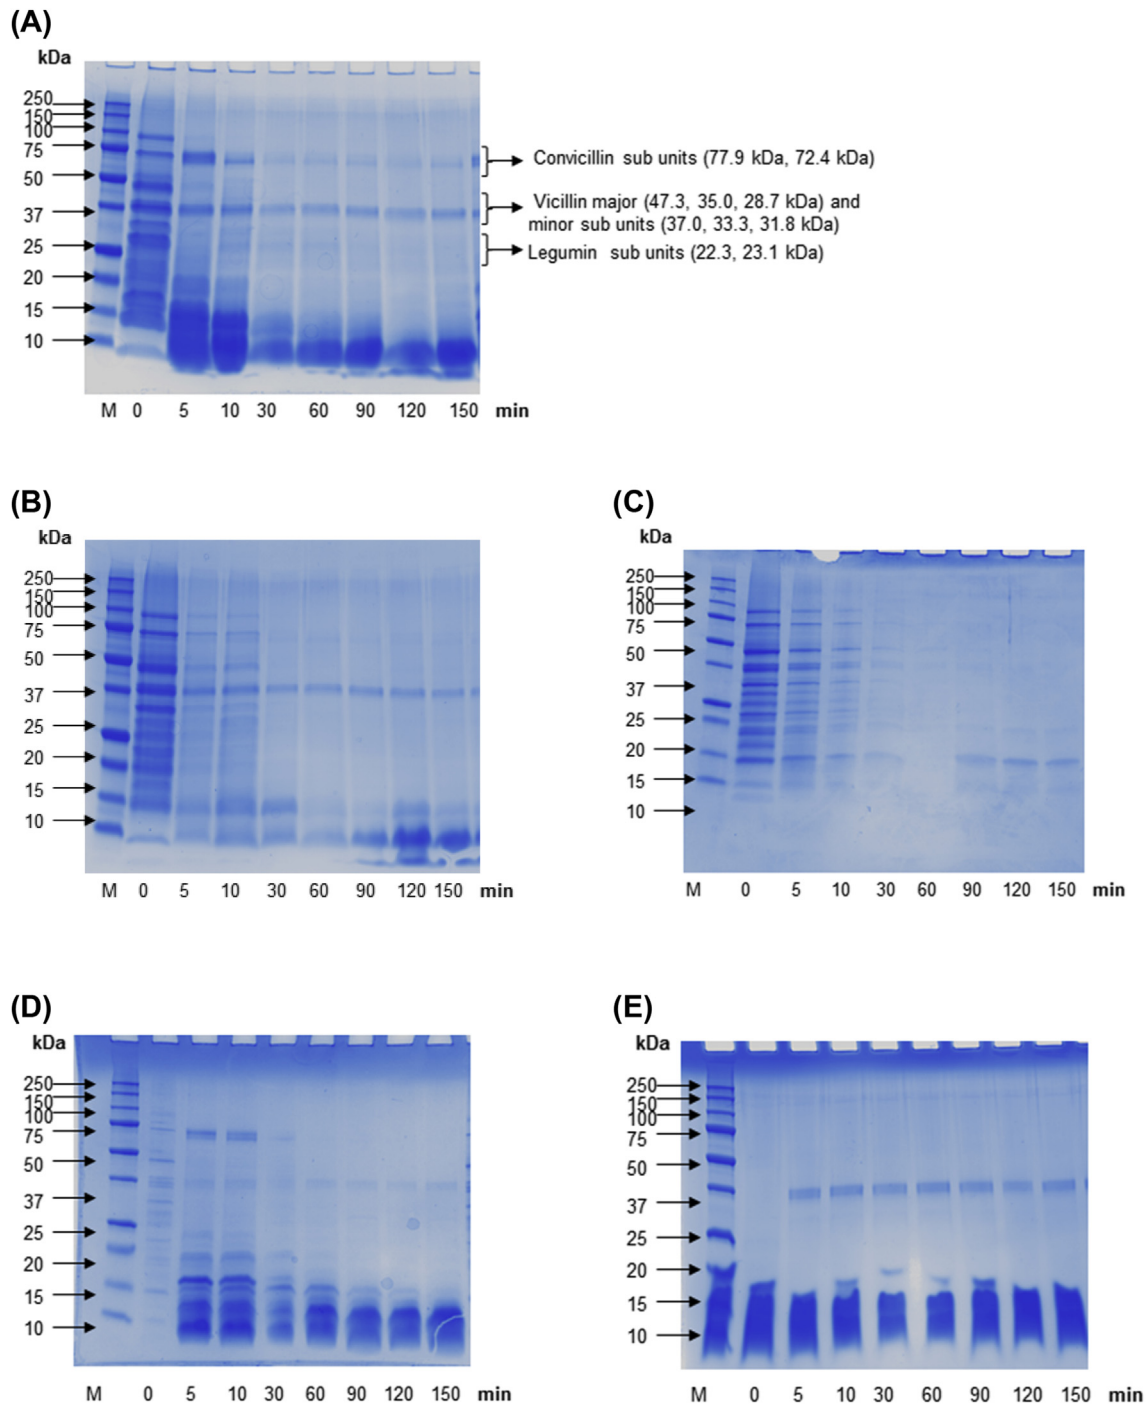 (A)
kDa
250
150
100
75
50
37
25
20
15
10
Convicillin sub units (77.9 kDa, 72.4 kDa)
Vicillin major (47.3, 35.0, 28.7 kDa) and
minor sub units (37.0, 33.3, 31.8 kDa)
Legumin sub units (22.3, 23.1 kDa)
M 0 5 10 30 60 90 120 150 min
(B)
kDa
250
150
100
75
50
37
25
20
15
10
M 0 5 10 30 60 90 120 150 min
(C)
kDa
250
150
100
75
50
37
25
20
15
10
M 0 5 10 30 60 90 120 150 min
(D)
kDa
250
150
100
75
50
37
25
20
15
10
M 0 5 10 30 60 90 120 150 min
(E)
kDa
250
150
100
75
50
37
25
20
15
10
M 0 5 10 30 60 90 120 150 min